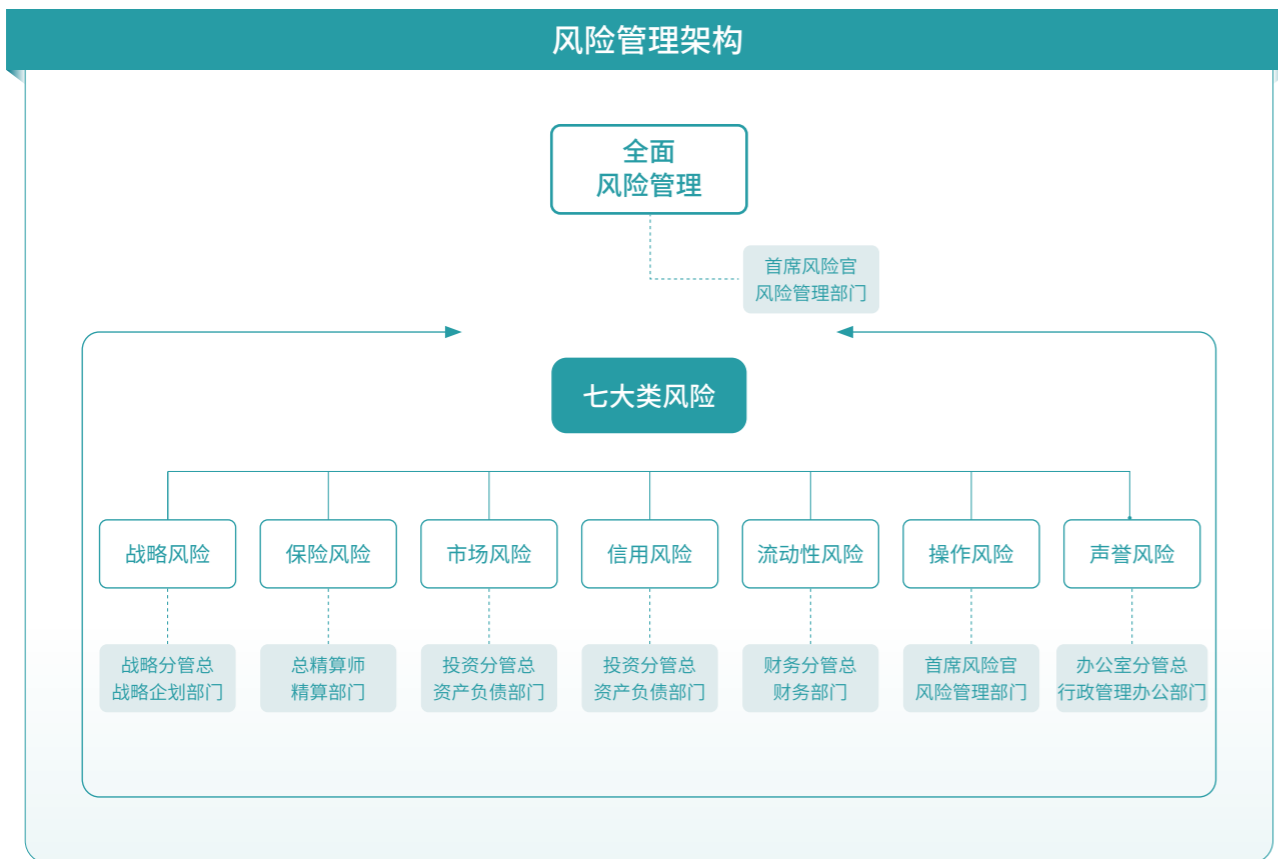 风险管理架构
全面
风险管理
首席风险官
风险管理部门
七大类风险
战略风险
保险风险
市场风险
信用风险
流动性风险
操作风险
声誉风险
战略分管总
战略企划部门
总精算师
精算部门
投资分管总
资产负债部门
投资分管总
资产负债部门
财务分管总
财务部门
首席风险官
风险管理部门
办公室分管总
行政管理办公部门